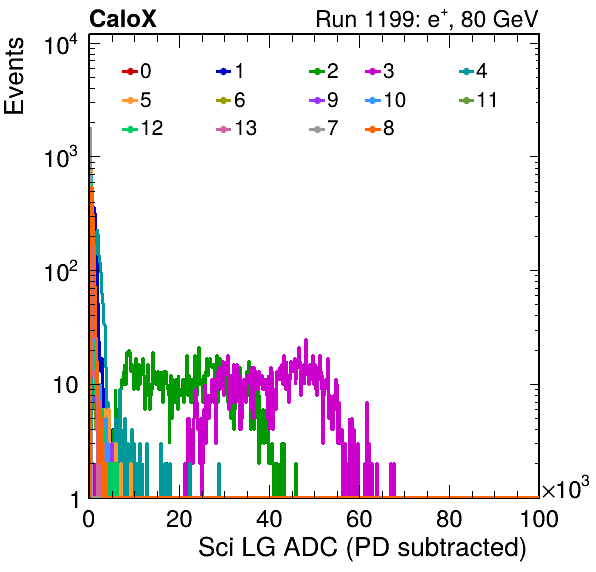 CaloX Run 1199: e⁺, 80 GeV
Events
10⁴
0 1 2 3 4
5 6 9 10 11
12 13 7 8
10³
10²
10
1
0 20 40 60 80 100
×10³
Sci LG ADC (PD subtracted)